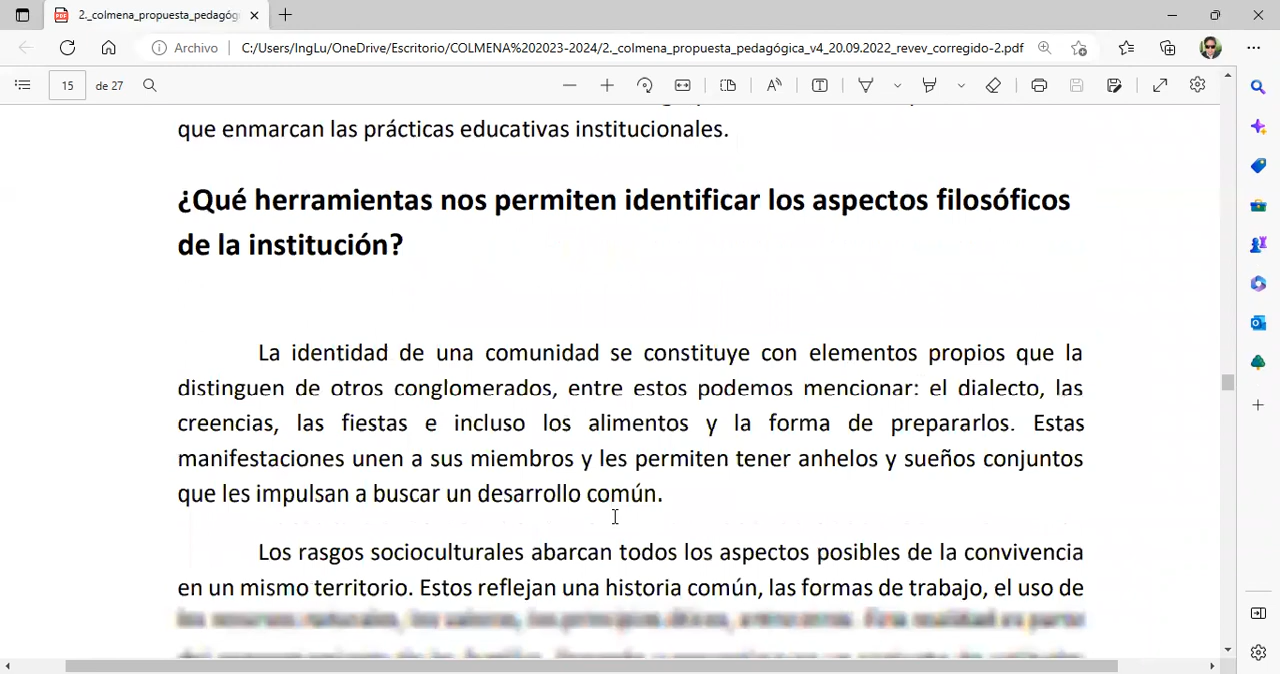 2._colmena_propuesta_pedagóg
Archivo
C:/Users/IngLu/OneDrive/Escritorio/COLMENA%202023-2024/2._colmena_propuesta_pedagógica_v4_20.09.2022_revev_corregido-2.pdf
15 de 27
que enmarcan las prácticas educativas institucionales.
¿Qué herramientas nos permiten identificar los aspectos filosóficos
de la institución?
La identidad de una comunidad se constituye con elementos propios que la
distinguen de otros conglomerados, entre estos podemos mencionar: el dialecto, las
creencias, las fiestas e incluso los alimentos y la forma de prepararlos. Estas
manifestaciones unen a sus miembros y les permiten tener anhelos y sueños conjuntos
que les impulsan a buscar un desarrollo común.
Los rasgos socioculturales abarcan todos los aspectos posibles de la convivencia
en un mismo territorio. Estos reflejan una historia común, las formas de trabajo, el uso de